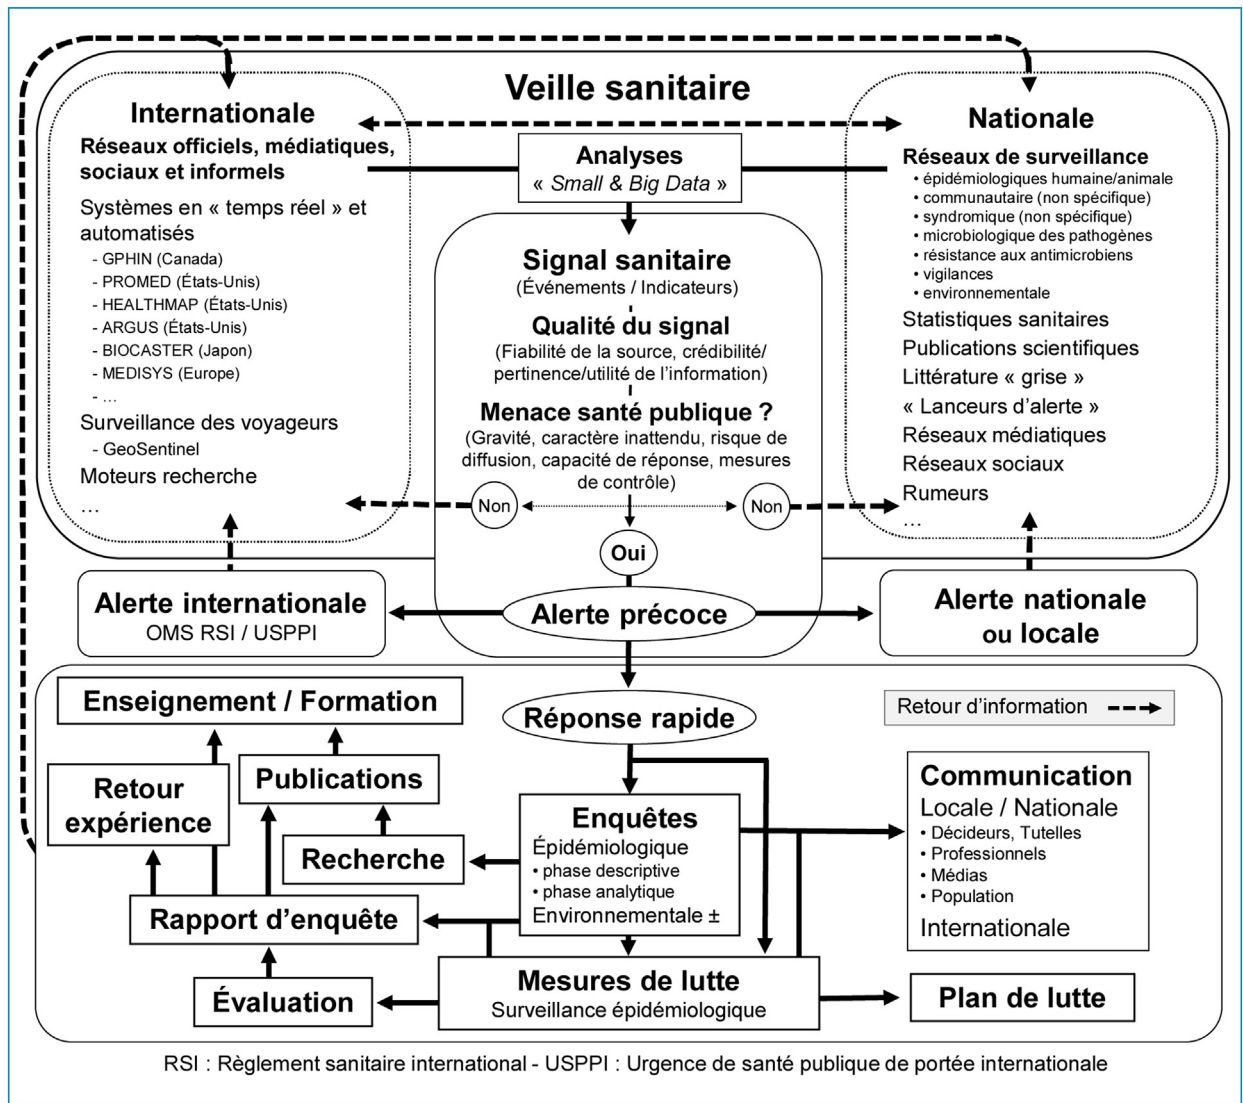 Veille sanitaire
Internationale
Réseaux officiels, médiatiques,
sociaux et informels
Systèmes en « temps réel » et
automatisés
- GPHIN (Canada)
- PROMED (États-Unis)
- HEALTHMAP (États-Unis)
- ARGUS (États-Unis)
- BIOCASTER (Japon)
- MEDISYS (Europe)
- ...
Surveillance des voyageurs
- GeoSentinel
Moteurs recherche
...
Analyses
« Small & Big Data »
Signal sanitaire
(Événements / Indicateurs)
Qualité du signal
(Fiabilité de la source, crédibilité/
pertinence/utilité de l’information)
Menace santé publique ?
(Gravité, caractère inattendu, risque de
diffusion, capacité de réponse, mesures
de contrôle)
Non
Non
Oui
Nationale
Réseaux de surveillance
• épidémiologiques humaine/animale
• communautaire (non spécifique)
• syndromique (non spécifique)
• microbiologique des pathogènes
• résistance aux antimicrobiens
• vigilances
• environnementale
Statistiques sanitaires
Publications scientifiques
Littérature « grise »
« Lanceurs d’alerte »
Réseaux médiatiques
Réseaux sociaux
Rumeurs
...
Alerte internationale
OMS RSI / USPPI
Alerte précoce
Alerte nationale
ou locale
Enseignement / Formation
Réponse rapide
Retour d’information
Retour
expérience
Publications
Recherche
Rapport d’enquête
Évaluation
Enquêtes
Épidémiologique
• phase descriptive
• phase analytique
Environnementale ±
Mesures de lutte
Surveillance épidémiologique
Communication
Locale / Nationale
• Décideurs, Tutelles
• Professionnels
• Médias
• Population
Internationale
Plan de lutte
RSI : Règlement sanitaire international - USPPI : Urgence de santé publique de portée internationale